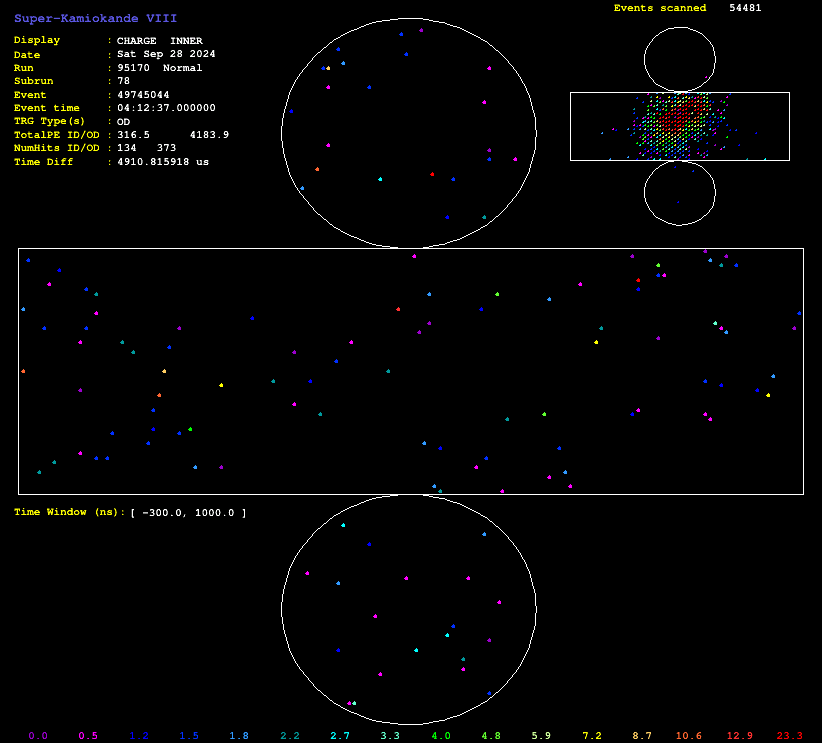 Super-Kamiokande VIII
Events scanned 54481
Display : CHARGE INNER
Date : Sat Sep 28 2024
Run : 95170 Normal
Subrun : 78
Event : 49745044
Event time : 04:12:37.000000
TRG Type(s) : OD
TotalPE ID/OD : 316.5 4183.9
NumHits ID/OD : 134 373
Time Diff : 4910.815918 us
Time Window (ns): [ -300.0, 1000.0 ]
0.0 0.5 1.2 1.5 1.8 2.2 2.7 3.3 4.0 4.8 5.9 7.2 8.7 10.6 12.9 23.3